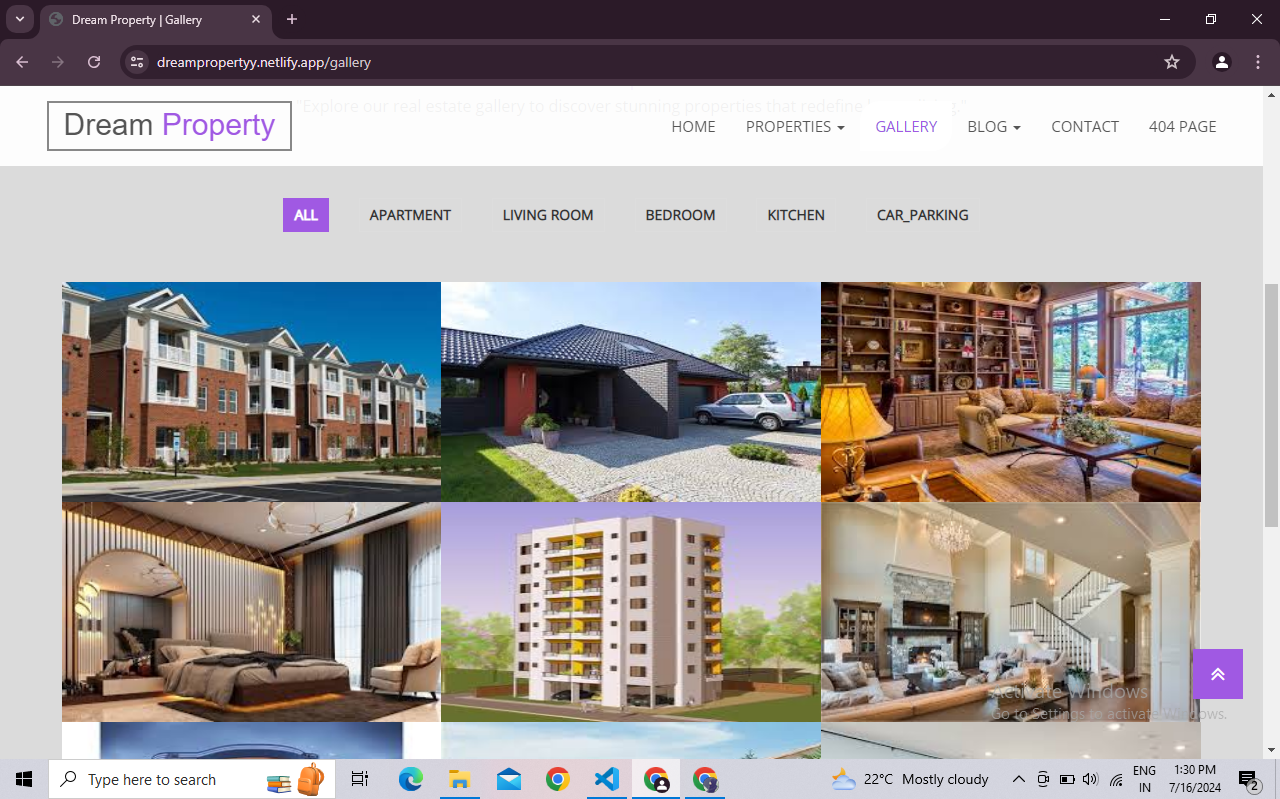 Dream Property | Gallery
dreampropertyy.netlify.app/gallery
"Explore our real estate gallery to discover stunning properties that redefine
Dream Property
HOME PROPERTIES GALLERY BLOG CONTACT 404 PAGE
ALL APARTMENT LIVING ROOM BEDROOM KITCHEN CAR_PARKING
Activate Windows
Go to Settings to activate Windows.
Type here to search
22°C Mostly cloudy
ENG
IN
1:30 PM
7/16/2024
2